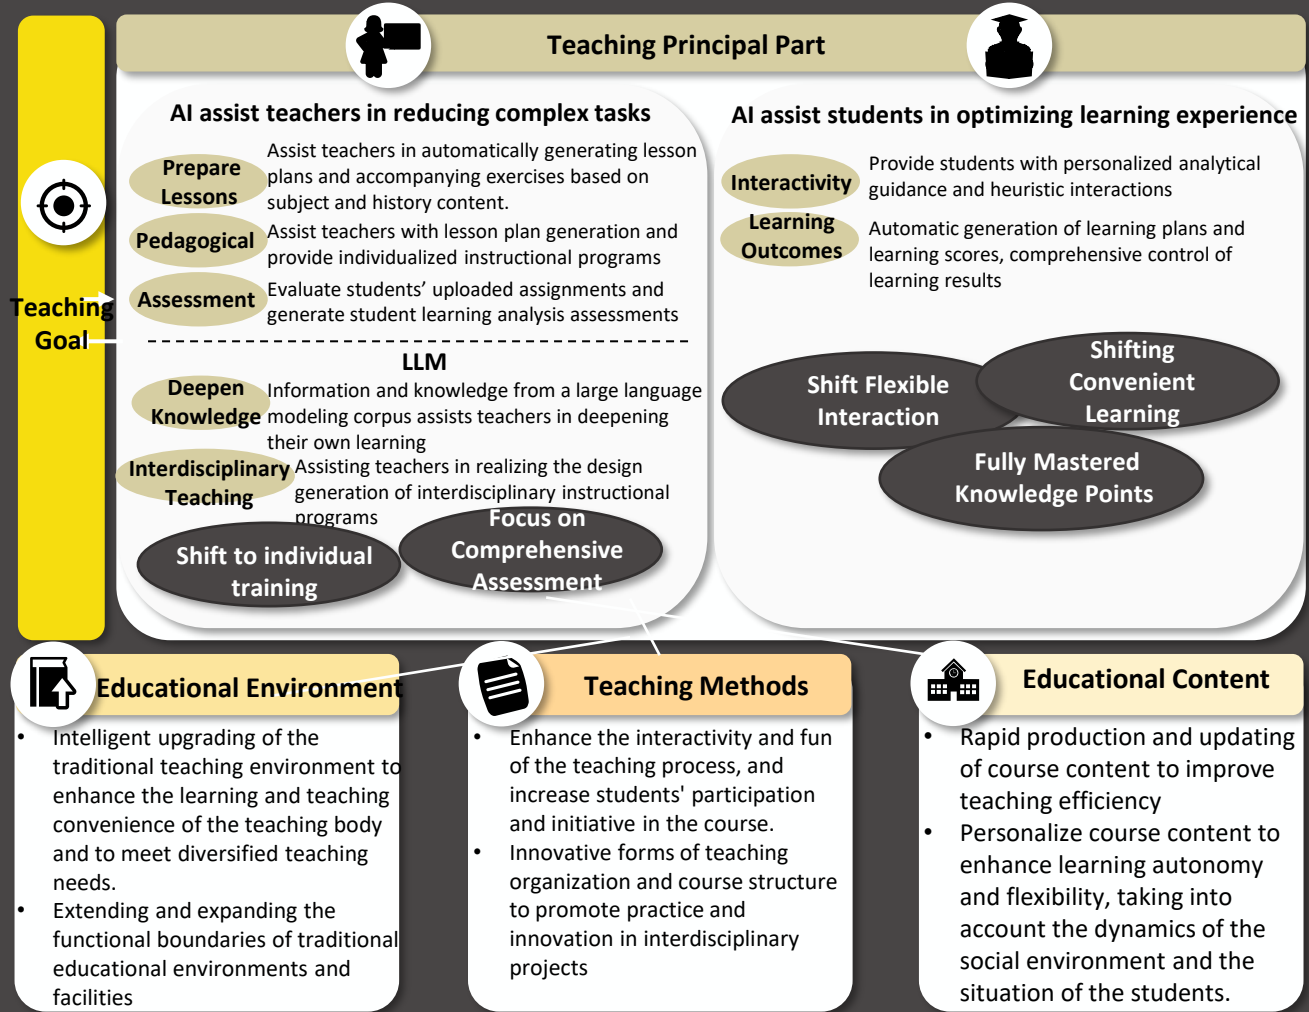 Teaching Principal Part
Teaching
Goal
AI assist teachers in reducing complex tasks
Prepare
Lessons
Assist teachers in automatically generating lesson
plans and accompanying exercises based on
subject and history content.
Pedagogical
Assist teachers with lesson plan generation and
provide individualized instructional programs
Assessment
Evaluate students’ uploaded assignments and
generate student learning analysis assessments
LLM
Deepen
Knowledge
Information and knowledge from a large language
modeling corpus assists teachers in deepening
their own learning
Interdisciplinary
Teaching
Assisting teachers in realizing the design
generation of interdisciplinary instructional
programs
Shift to individual
training
Focus on
Comprehensive
Assessment
AI assist students in optimizing learning experience
Interactivity
Provide students with personalized analytical
guidance and heuristic interactions
Learning
Outcomes
Automatic generation of learning plans and
learning scores, comprehensive control of
learning results
Shift Flexible
Interaction
Shifting
Convenient
Learning
Fully Mastered
Knowledge Points
Educational Environment
• Intelligent upgrading of the
traditional teaching environment to
enhance the learning and teaching
convenience of the teaching body
and to meet diversified teaching
needs.
• Extending and expanding the
functional boundaries of traditional
educational environments and
facilities
Teaching Methods
• Enhance the interactivity and fun
of the teaching process, and
increase students' participation
and initiative in the course.
• Innovative forms of teaching
organization and course structure
to promote practice and
innovation in interdisciplinary
projects
Educational Content
• Rapid production and updating
of course content to improve
teaching efficiency
• Personalize course content to
enhance learning autonomy
and flexibility, taking into
account the dynamics of the
social environment and the
situation of the students.